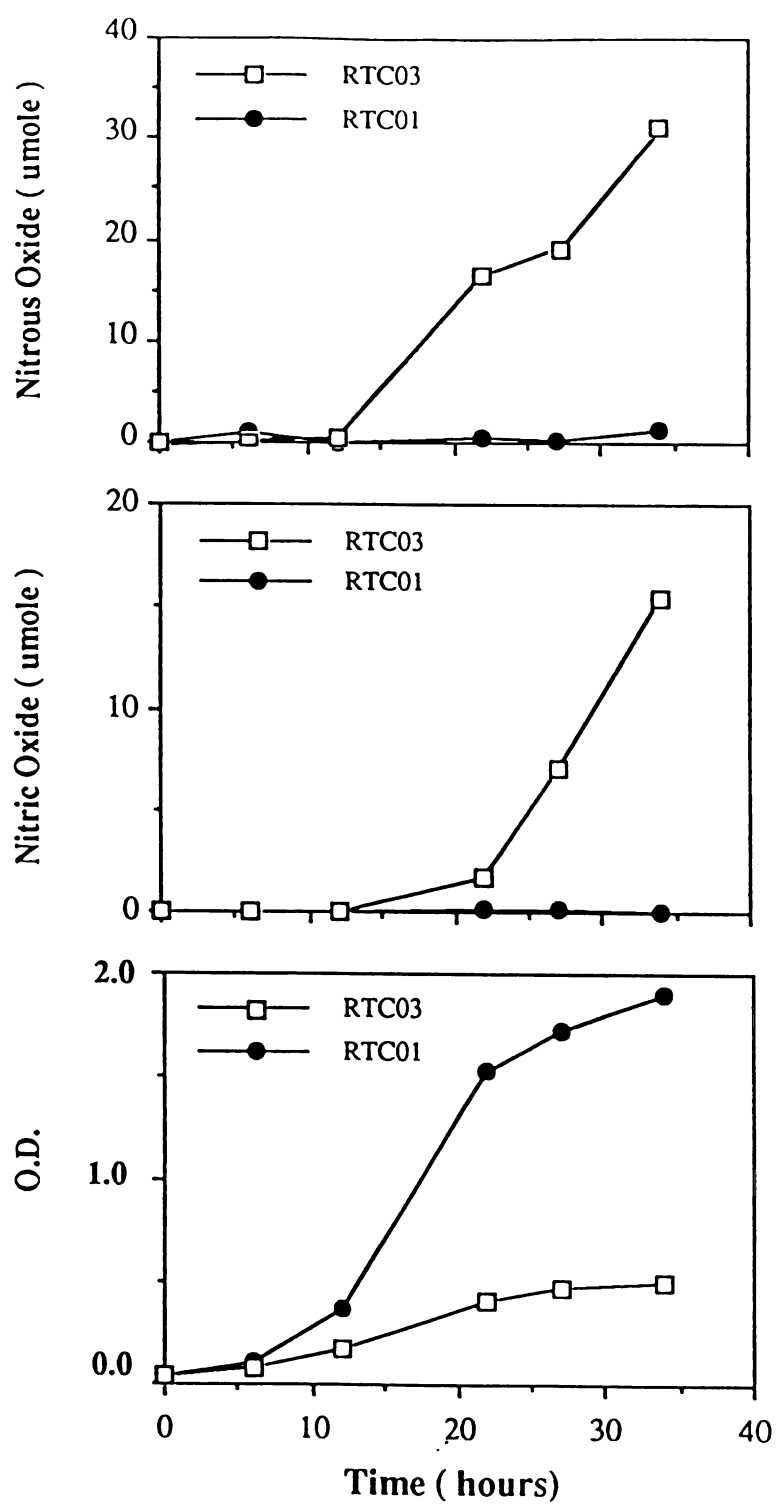 Nitrous Oxide ( umole )
40
30
20
10
0
RTC03
RTC01
Nitric Oxide ( umole )
20
10
0
RTC03
RTC01
O.D.
2.0
1.0
0.0
RTC03
RTC01
0 10 20 30 40
Time ( hours)